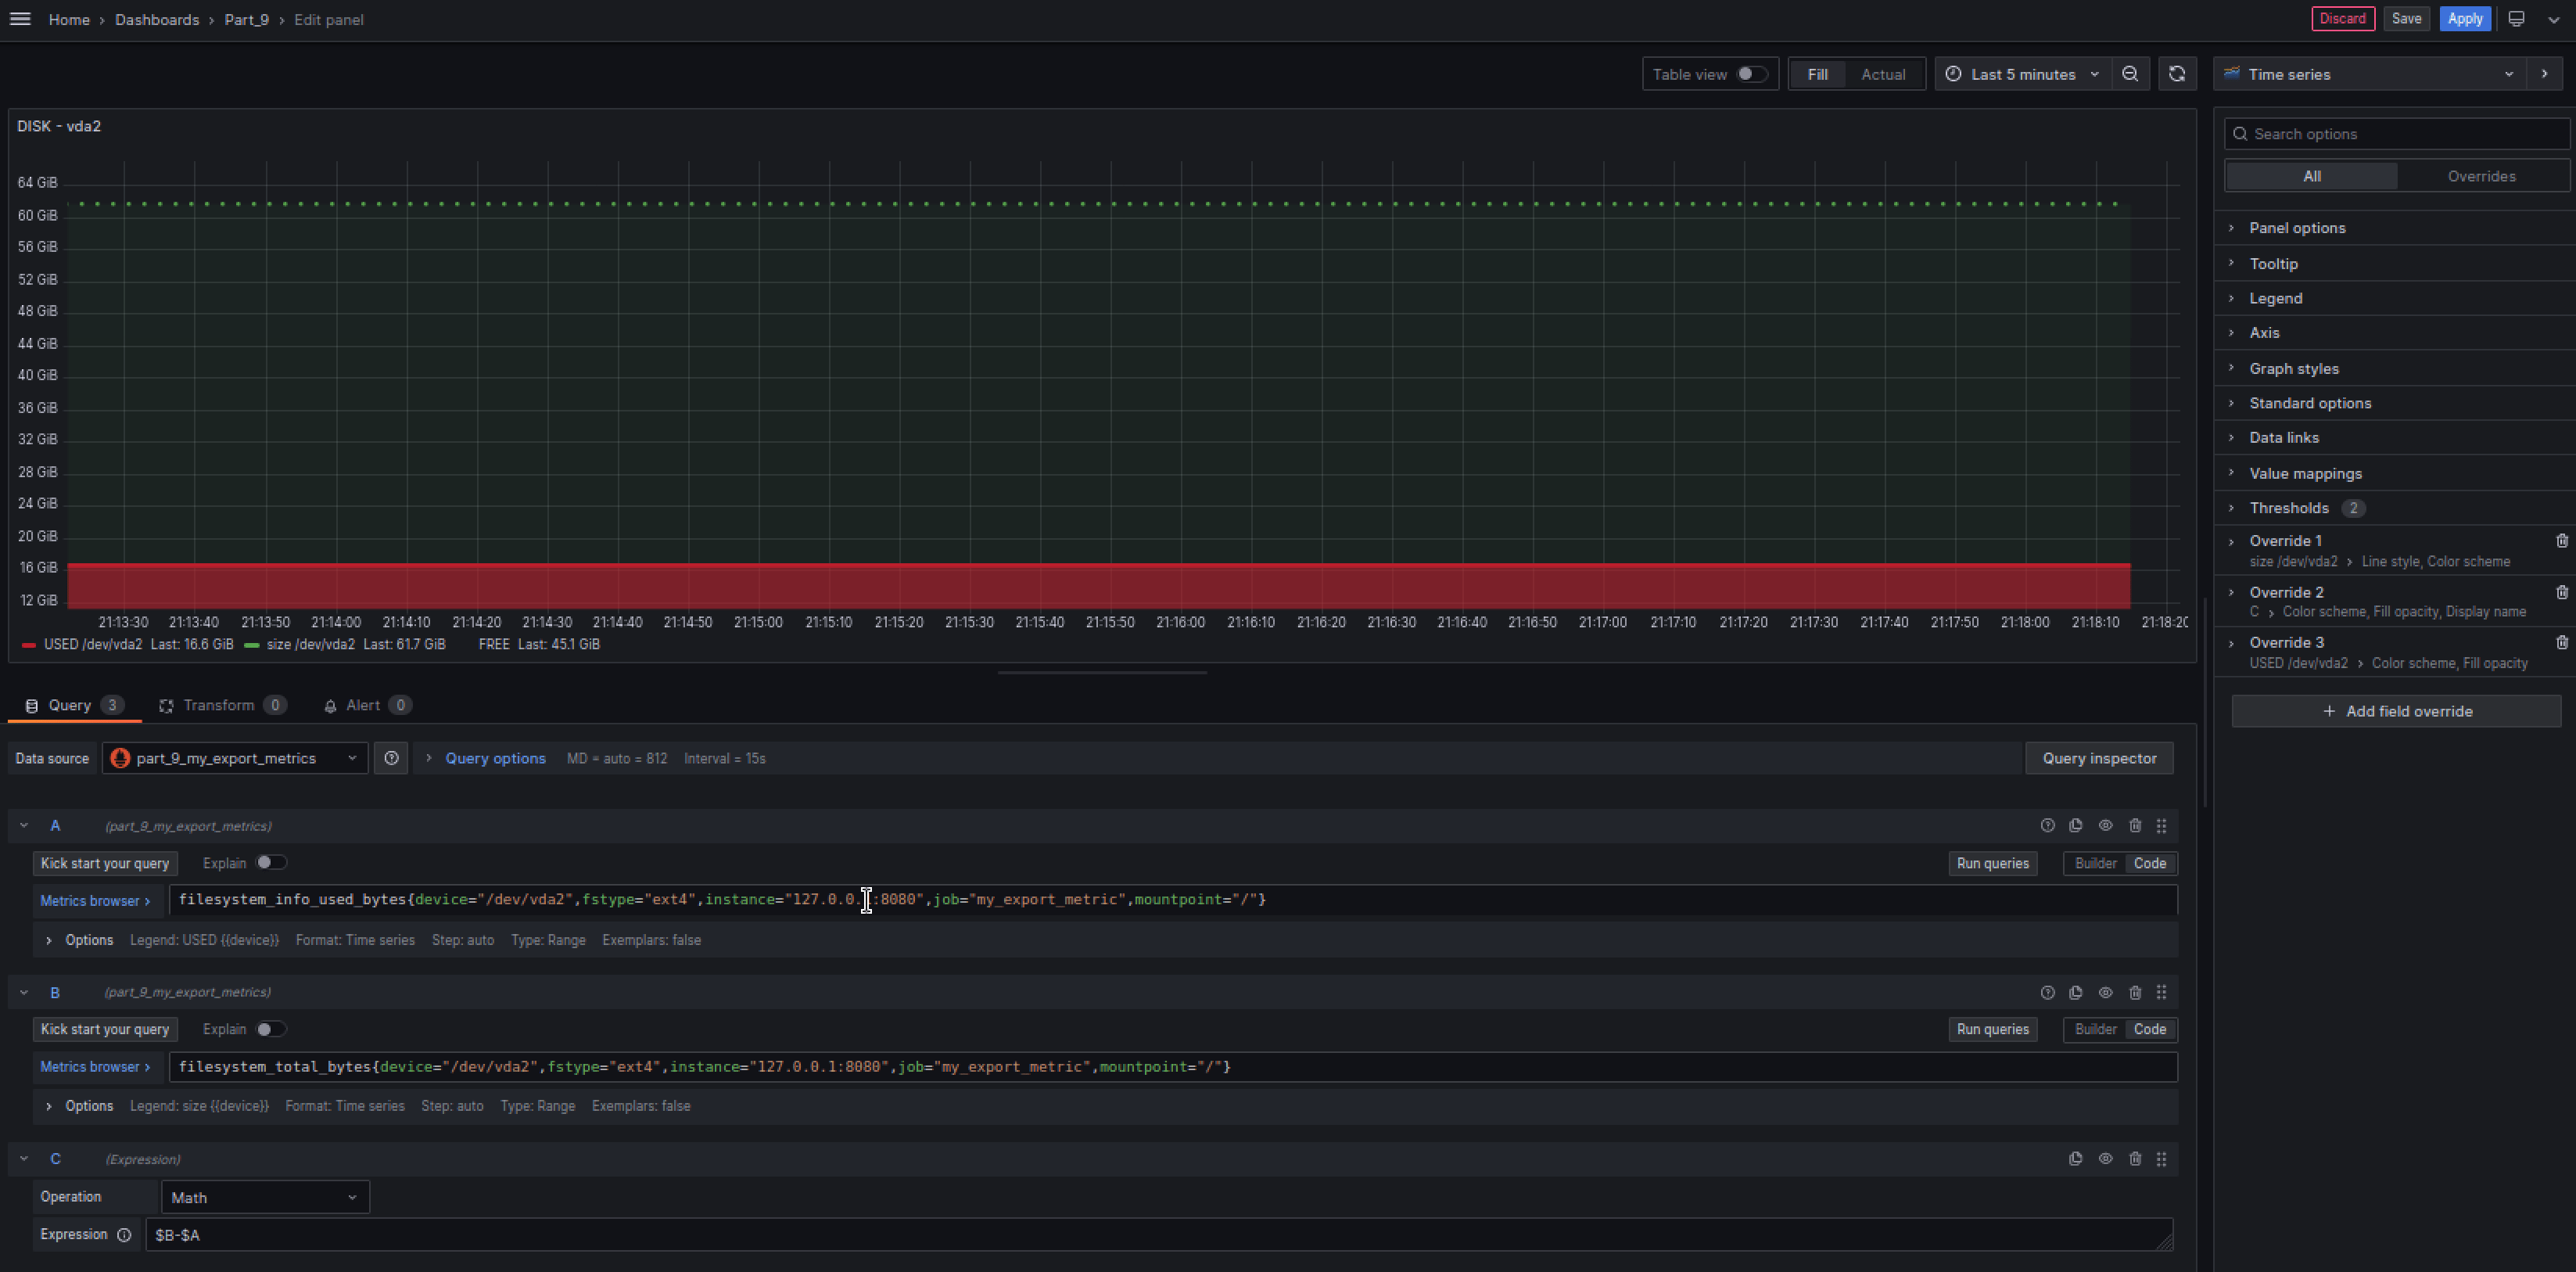 Home › Dashboards › Part_9 › Edit panel
Discard Save Apply
Table view Fill Actual Last 5 minutes
Time series
DISK - vda2
64 GiB
60 GiB
56 GiB
52 GiB
48 GiB
44 GiB
40 GiB
36 GiB
32 GiB
28 GiB
24 GiB
20 GiB
16 GiB
12 GiB
21:13:30 21:13:40 21:13:50 21:14:00 21:14:10 21:14:20 21:14:30 21:14:40 21:14:50 21:15:00 21:15:10 21:15:20 21:15:30 21:15:40 21:15:50 21:16:00 21:16:10 21:16:20 21:16:30 21:16:40 21:16:50 21:17:00 21:17:10 21:17:20 21:17:30 21:17:40 21:17:50 21:18:00 21:18:10 21:18:20
USED /dev/vda2 Last: 16.6 GiB size /dev/vda2 Last: 61.7 GiB FREE Last: 45.1 GiB
Search options
All Overrides
Panel options
Tooltip
Legend
Axis
Graph styles
Standard options
Data links
Value mappings
Thresholds 2
Override 1
size /dev/vda2 › Line style, Color scheme
Override 2
C › Color scheme, Fill opacity, Display name
Override 3
USED /dev/vda2 › Color scheme, Fill opacity
+ Add field override
Query 3 Transform 0 Alert 0
Data source part_9_my_export_metrics Query options MD = auto = 812 Interval = 15s Query inspector
A (part_9_my_export_metrics)
Kick start your query Explain Run queries Builder Code
Metrics browser › filesystem_info_used_bytes{device="/dev/vda2",fstype="ext4",instance="127.0.0.1:8080",job="my_export_metric",mountpoint="/"}
Options Legend: USED {{device}} Format: Time series Step: auto Type: Range Exemplars: false
B (part_9_my_export_metrics)
Kick start your query Explain Run queries Builder Code
Metrics browser › filesystem_total_bytes{device="/dev/vda2",fstype="ext4",instance="127.0.0.1:8080",job="my_export_metric",mountpoint="/"}
Options Legend: size {{device}} Format: Time series Step: auto Type: Range Exemplars: false
C (Expression)
Operation Math
Expression $B-$A